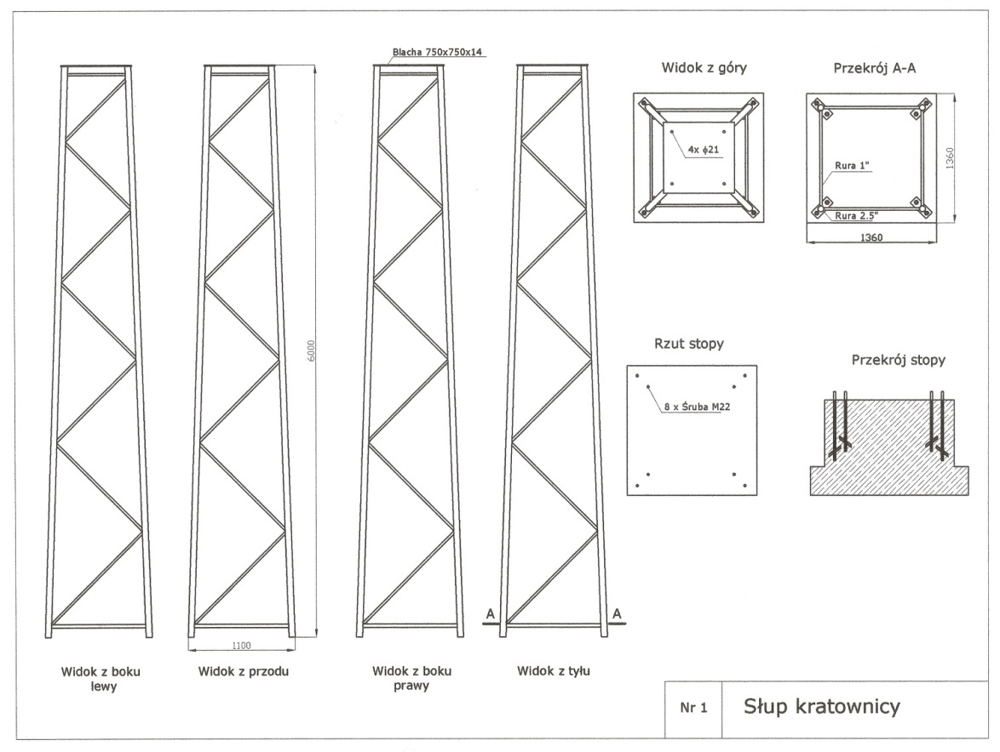 Blacha 750x750x14
Widok z góry
Przekrój A-A
4x ϕ21
Rura 1"
Rura 2.5"
1360
1360
6000
Rzut stopy
Przekrój stopy
8 x Śruba M22
A
A
1100
Widok z boku
lewy
Widok z przodu
Widok z boku
prawy
Widok z tyłu
Nr 1
Słup kratownicy